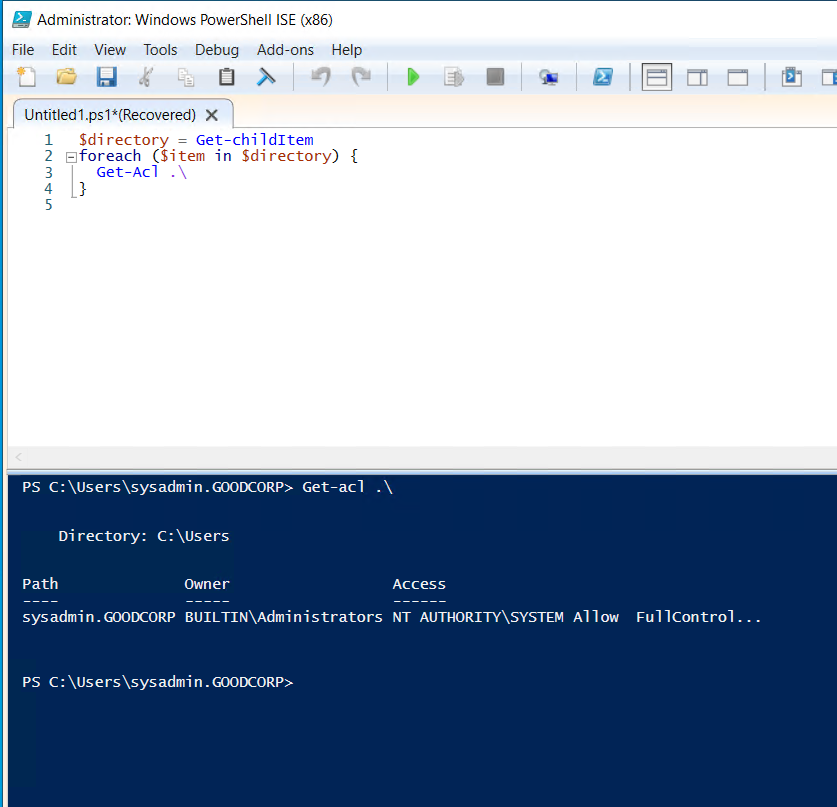 Administrator: Windows PowerShell ISE (x86)
File Edit View Tools Debug Add-ons Help
Untitled1.ps1*(Recovered)
1 $directory = Get-childItem
2 foreach ($item in $directory) {
3 Get-Acl .\
4 }
5
PS C:\Users\sysadmin.GOODCORP> Get-acl .\
Directory: C:\Users
Path Owner Access
---- ----- ------
sysadmin.GOODCORP BUILTIN\Administrators NT AUTHORITY\SYSTEM Allow  FullControl...
PS C:\Users\sysadmin.GOODCORP>